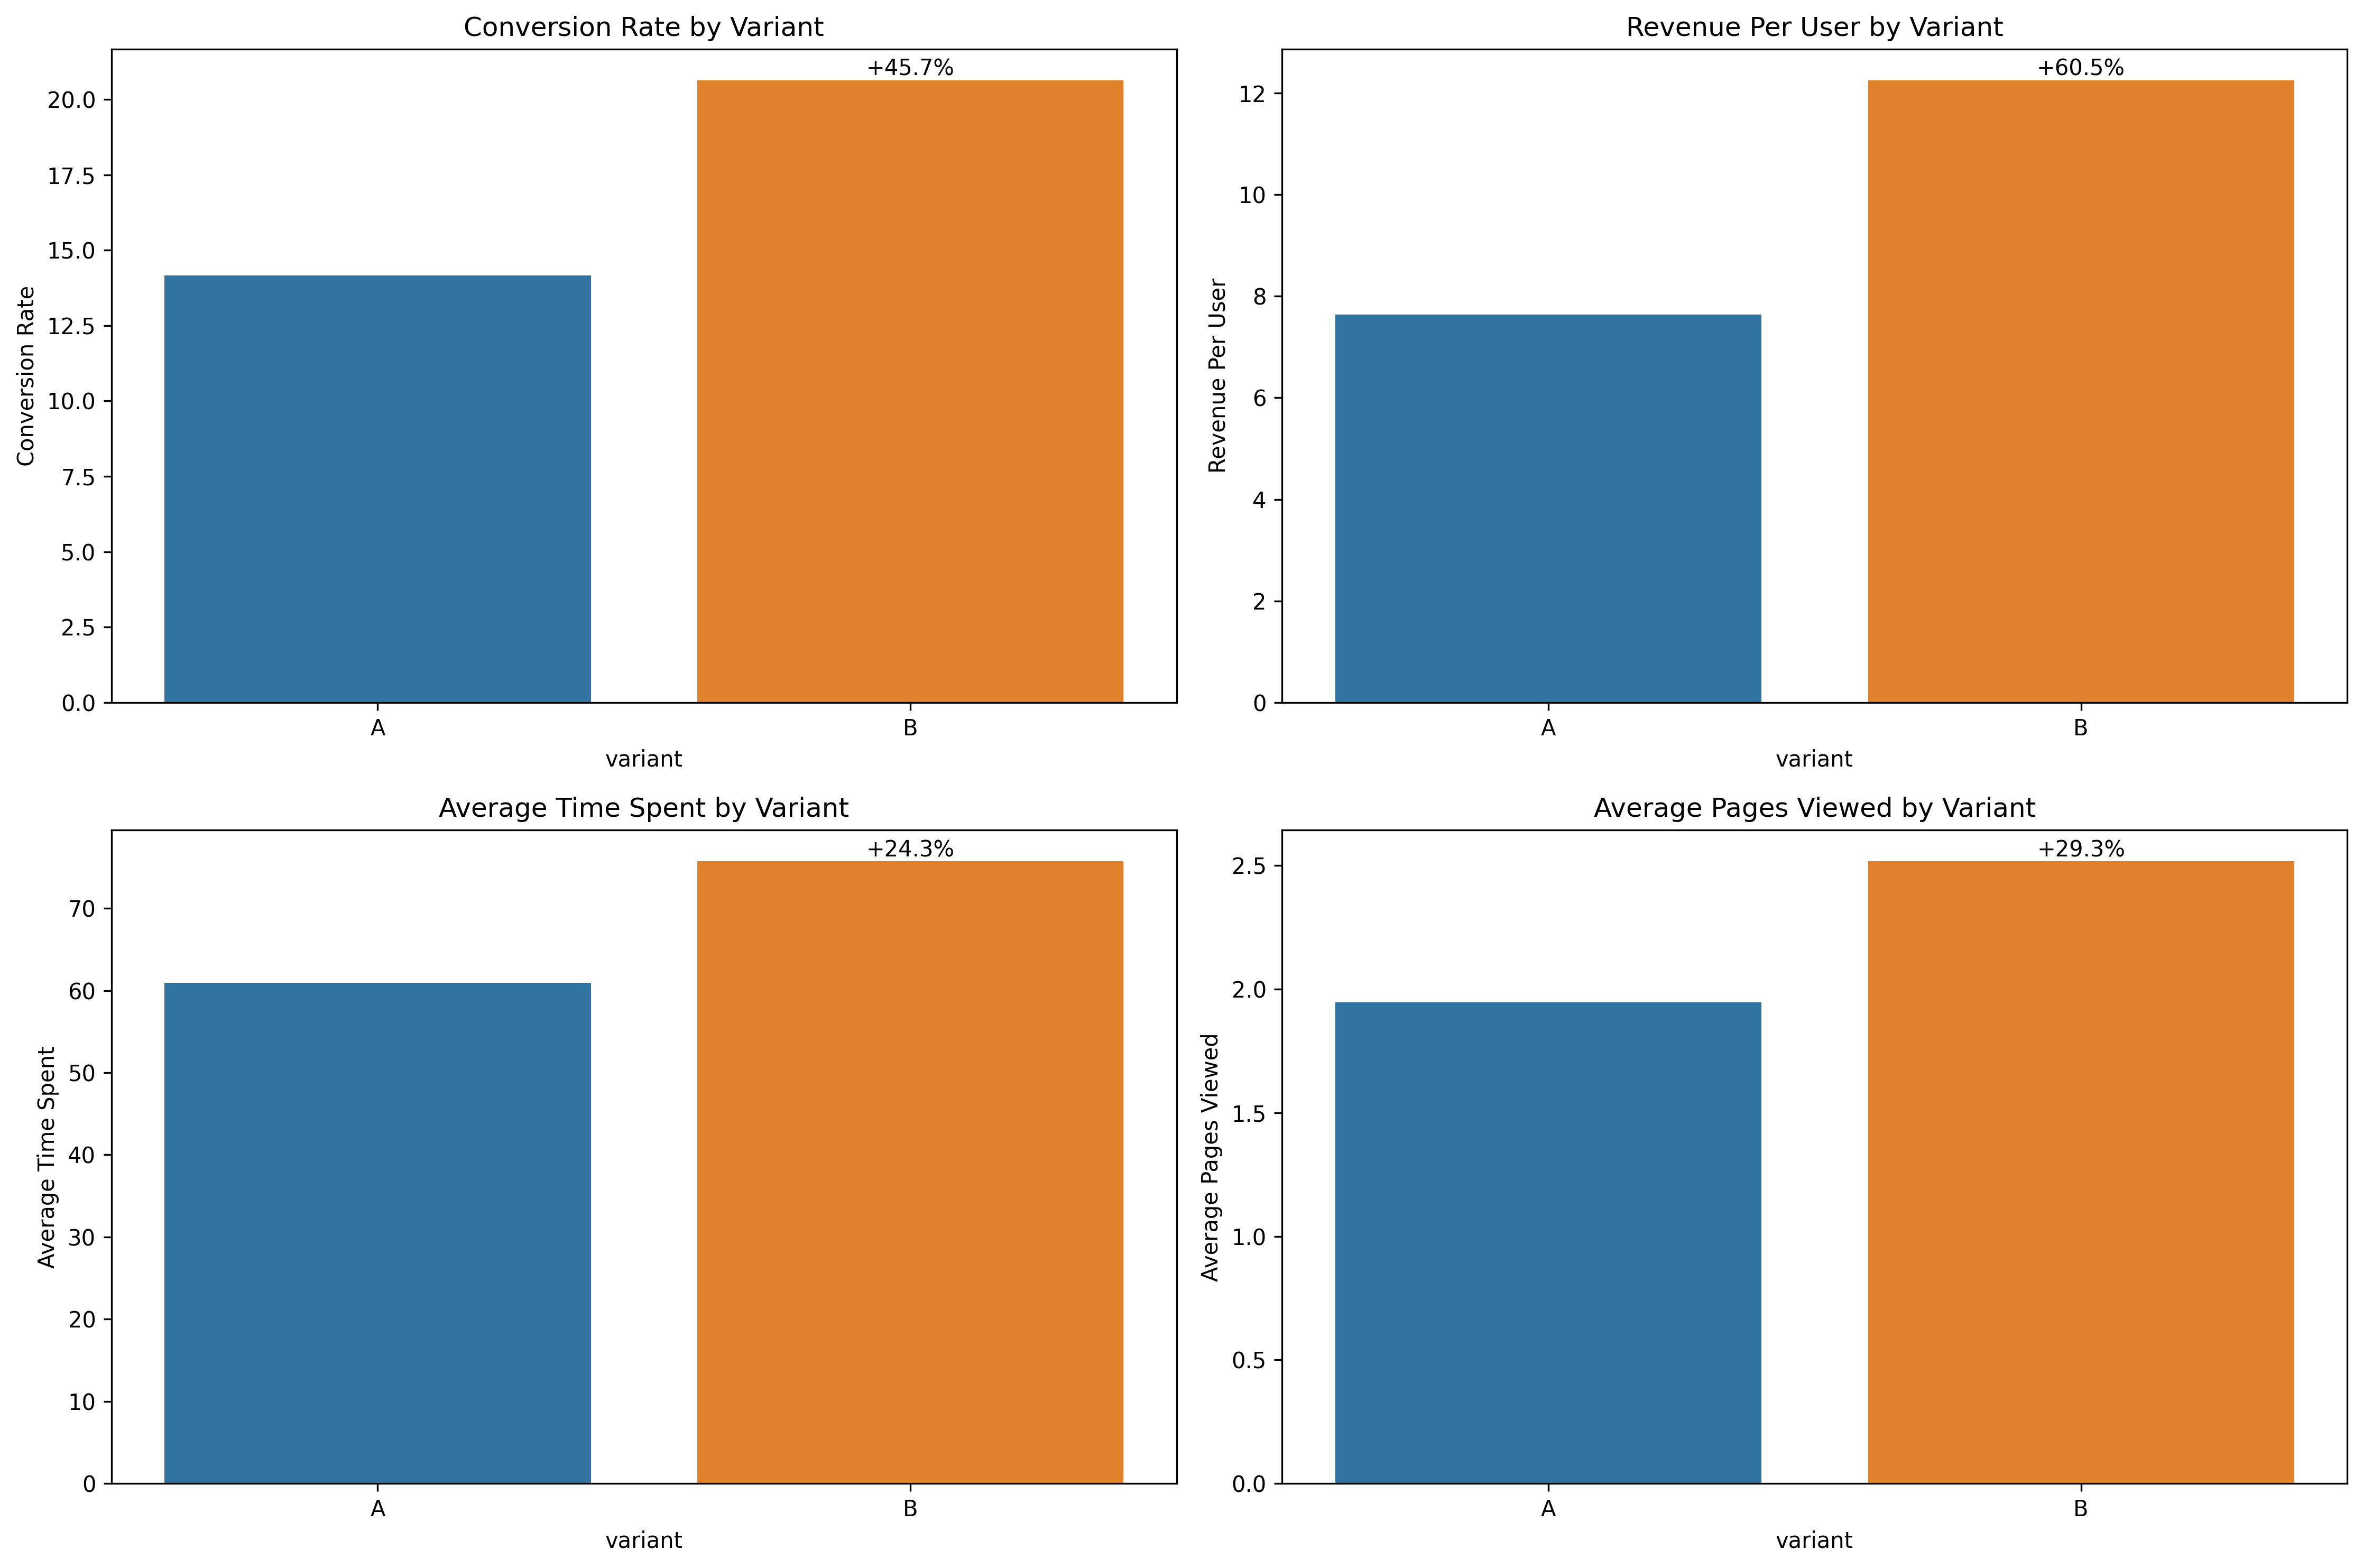 Conversion Rate by Variant
+45.7%
20.0
17.5
15.0
12.5
10.0
7.5
5.0
2.5
0.0
Conversion Rate
A
B
variant
Revenue Per User by Variant
+60.5%
12
10
8
6
4
2
0
Revenue Per User
A
B
variant
Average Time Spent by Variant
+24.3%
70
60
50
40
30
20
10
0
Average Time Spent
A
B
variant
Average Pages Viewed by Variant
+29.3%
2.5
2.0
1.5
1.0
0.5
0.0
Average Pages Viewed
A
B
variant